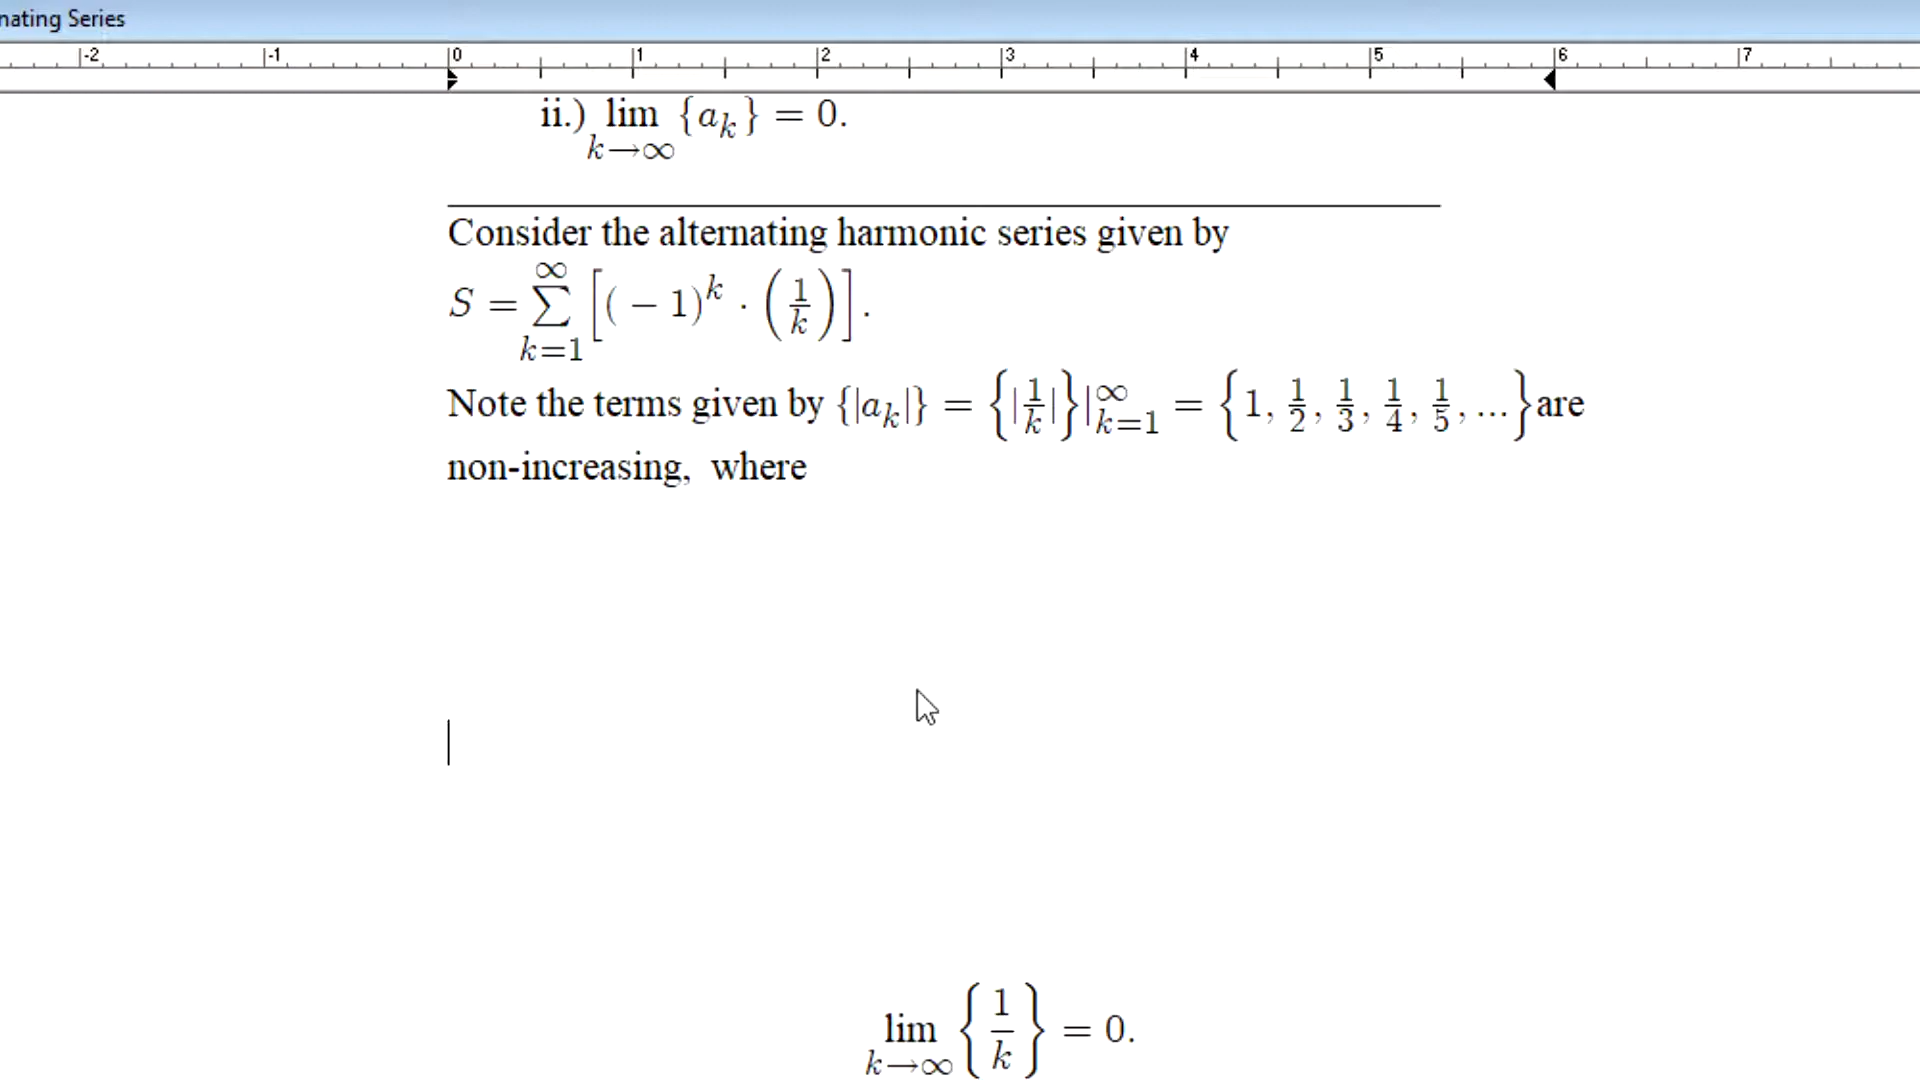 nating Series
-2 -1 0 1 2 3 4 5 6 7
ii.) lim {a_k} = 0.
k→∞
Consider the alternating harmonic series given by
S = ∑_{k=1}^{∞} [(−1)^k · (1/k)].
Note the terms given by {|a_k|} = {|1/k|}|_{k=1}^{∞} = {1, 1/2, 1/3, 1/4, 1/5, ...} are
non-increasing, where
lim {1/k} = 0.
k→∞